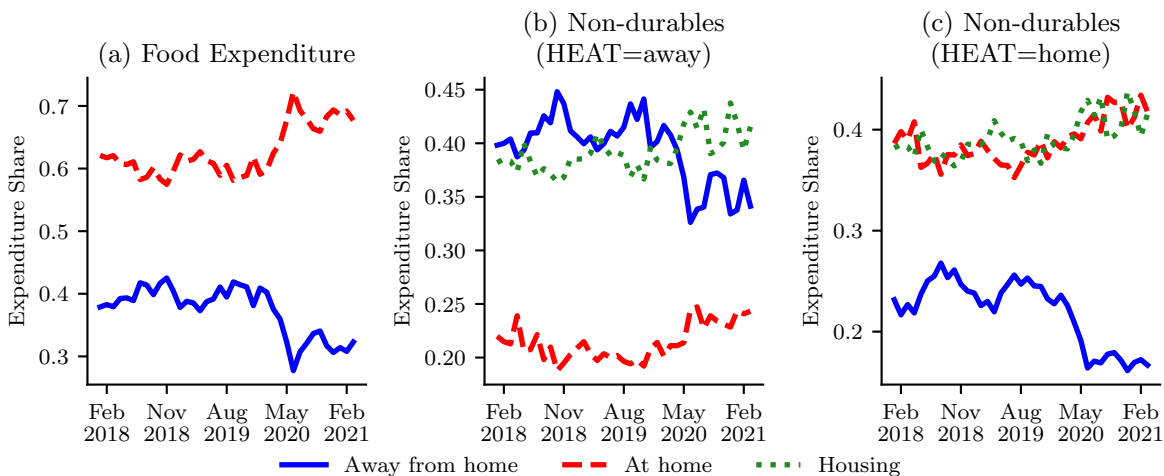 (a) Food Expenditure
Expenditure Share
0.7
0.6
0.5
0.4
0.3
Feb
2018
Nov
2018
Aug
2019
May
2020
Feb
2021
(b) Non-durables
(HEAT=away)
Expenditure Share
0.45
0.40
0.35
0.30
0.25
0.20
Feb
2018
Nov
2018
Aug
2019
May
2020
Feb
2021
(c) Non-durables
(HEAT=home)
Expenditure Share
0.4
0.3
0.2
Feb
2018
Nov
2018
Aug
2019
May
2020
Feb
2021
Away from home
At home
Housing